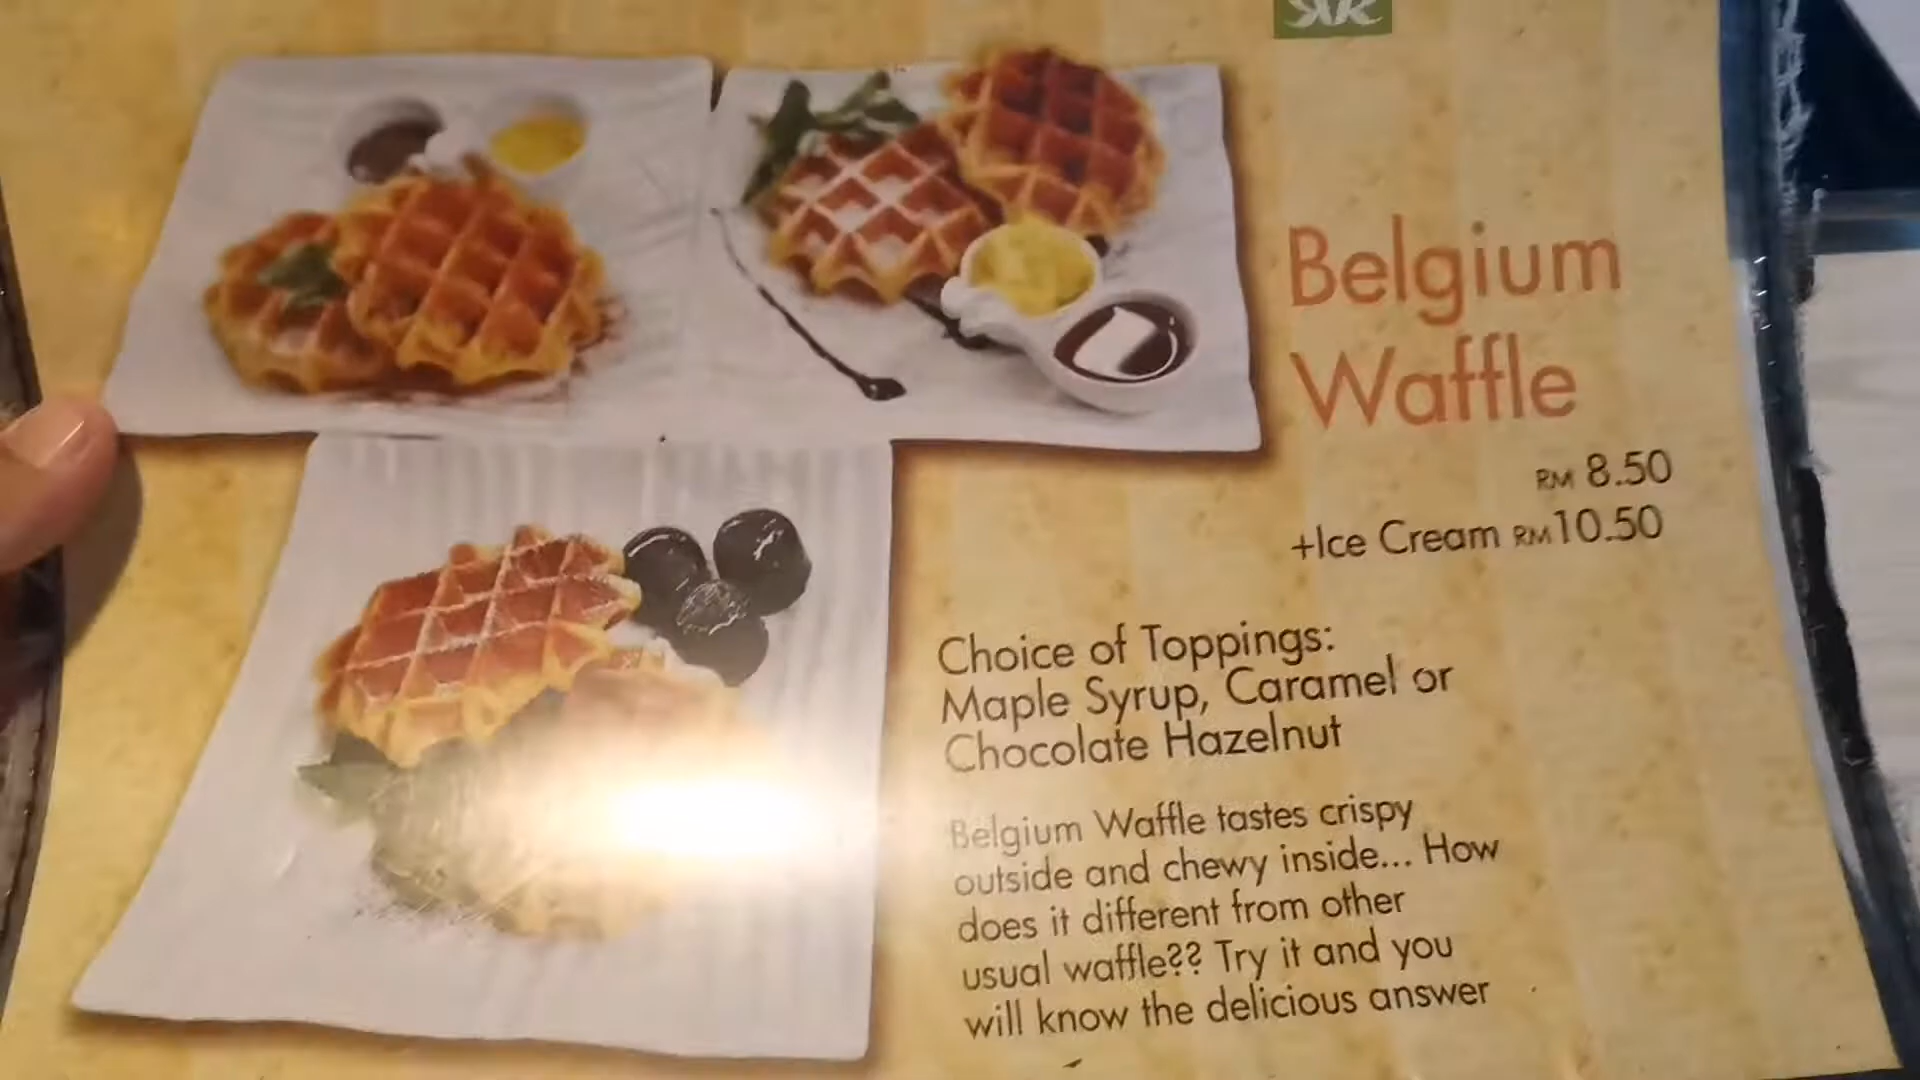 Belgium
Waffle
RM 8.50
+Ice Cream RM10.50
Choice of Toppings:
Maple Syrup, Caramel or
Chocolate Hazelnut
Belgium Waffle tastes crispy
outside and chewy inside... How
does it different from other
usual waffle?? Try it and you
will know the delicious answer